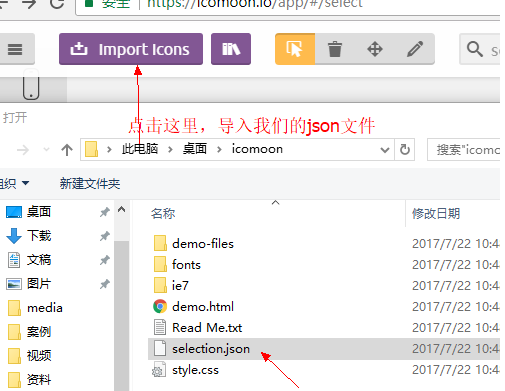 安全 https://icomoon.io/app/#/select
Import Icons
点击这里，导入我们的json文件
打开
此电脑 桌面 icomoon
搜索"icomo
组织 新建文件夹
名称 修改日期
桌面
下载
文稿
图片
media
案例
视频
资料
demo-files 2017/7/22 10:4
fonts 2017/7/22 10:4
ie7 2017/7/22 10:4
demo.html 2017/7/22 10:4
Read Me.txt 2017/7/22 10:4
selection.json 2017/7/22 10:4
style.css 2017/7/22 10:4